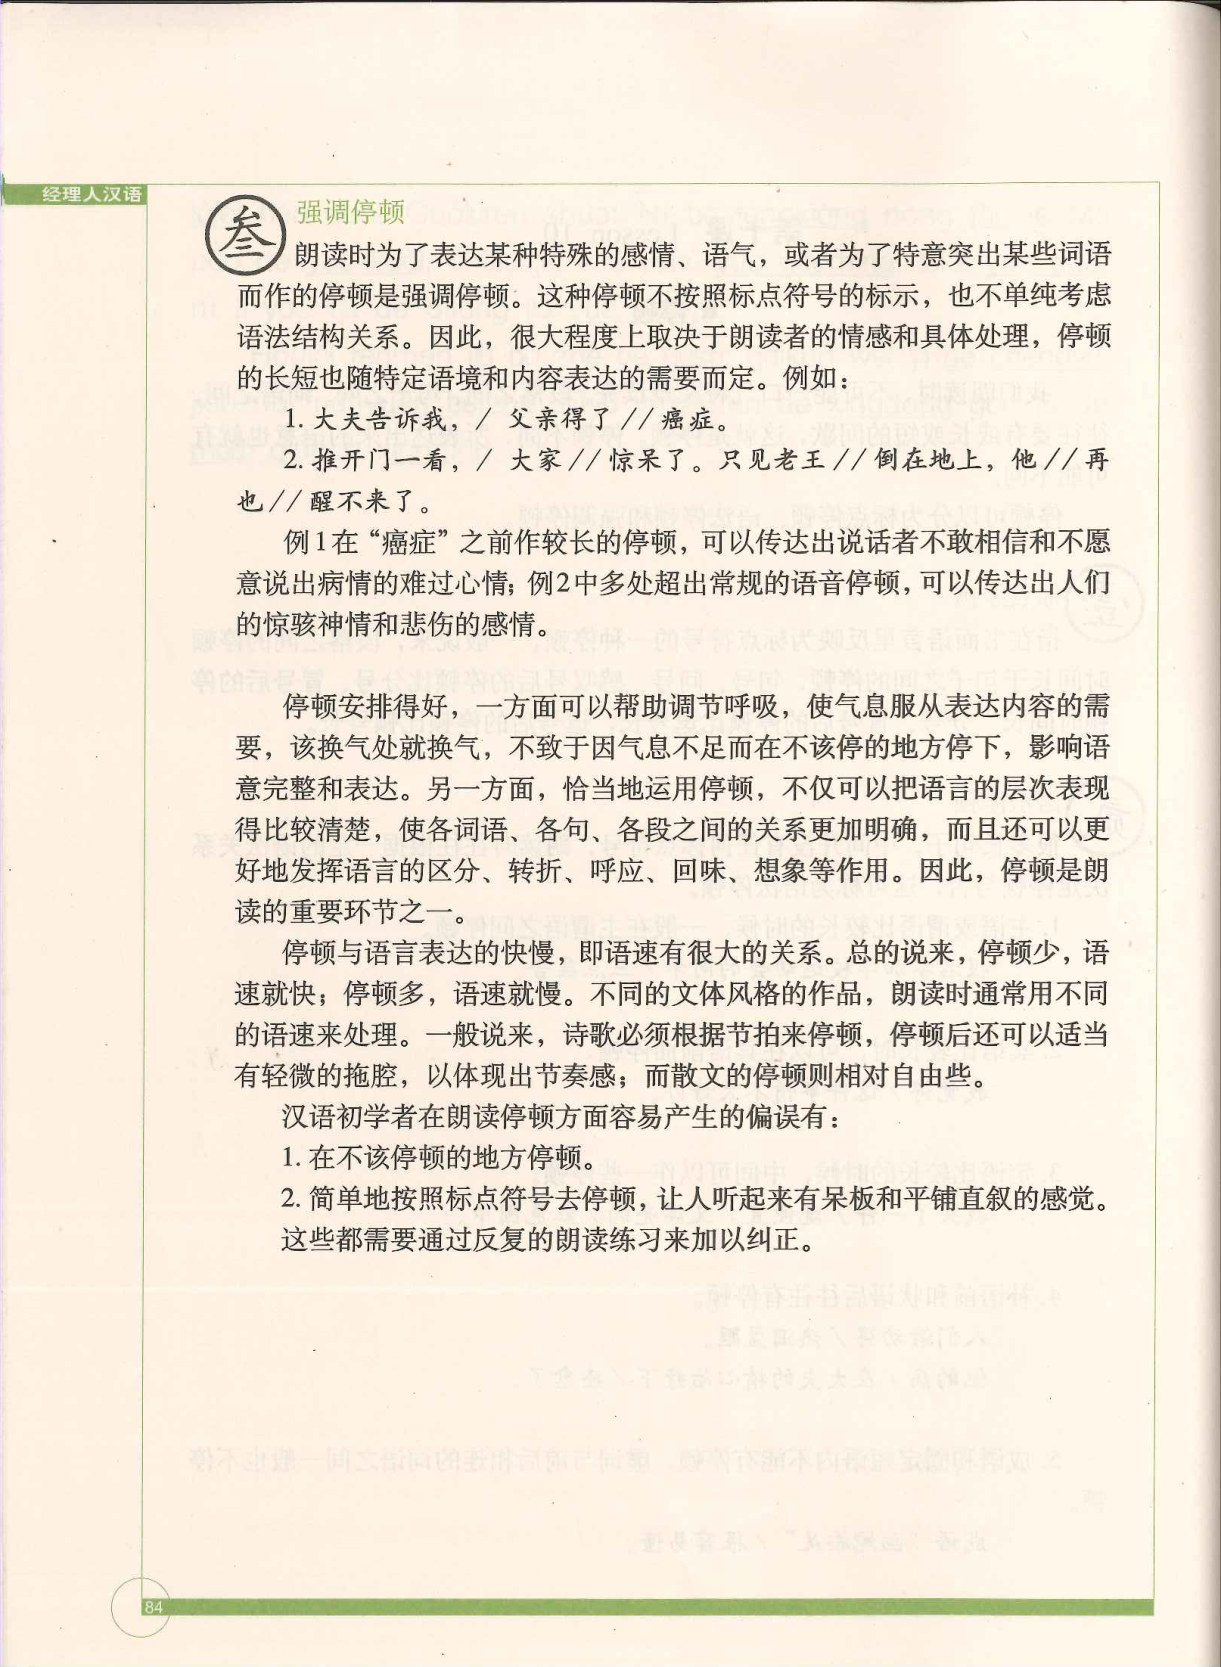 经理人汉语
叁
强调停顿
朗读时为了表达某种特殊的感情、语气，或者为了特意突出某些词语
而作的停顿是强调停顿。这种停顿不按照标点符号的标示，也不单纯考虑
语法结构关系。因此，很大程度上取决于朗读者的情感和具体处理，停顿
的长短也随特定语境和内容表达的需要而定。例如：
1. 大夫告诉我，/ 父亲得了//癌症。
2. 推开门一看，/ 大家//惊呆了。只见老王//倒在地上，他//再
也//醒不来了。
例1在“癌症”之前作较长的停顿，可以传达出说话者不敢相信和不愿
意说出病情的难过心情；例2中多处超出常规的语音停顿，可以传达出人们
的惊骇神情和悲伤的感情。
停顿安排得好，一方面可以帮助调节呼吸，使气息服从表达内容的需
要，该换气处就换气，不致于因气息不足而在不该停的地方停下，影响语
意完整和表达。另一方面，恰当地运用停顿，不仅可以把语言的层次表现
得比较清楚，使各词语、各句、各段之间的关系更加明确，而且还可以更
好地发挥语言的区分、转折、呼应、回味、想象等作用。因此，停顿是朗
读的重要环节之一。
停顿与语言表达的快慢，即语速有很大的关系。总的说来，停顿少，语
速就快；停顿多，语速就慢。不同的文体风格的作品，朗读时通常用不同
的语速来处理。一般说来，诗歌必须根据节拍来停顿，停顿后还可以适当
有轻微的拖腔，以体现出节奏感；而散文的停顿则相对自由些。
汉语初学者在朗读停顿方面容易产生的偏误有：
1. 在不该停顿的地方停顿。
2. 简单地按照标点符号去停顿，让人听起来有呆板和平铺直叙的感觉。
这些都需要通过反复的朗读练习来加以纠正。
84